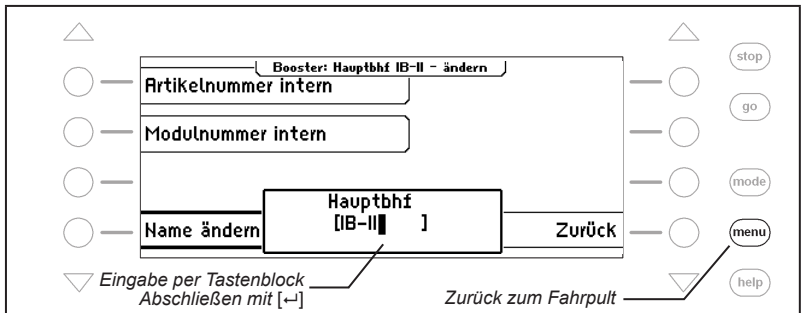 stop
Booster: Hauptbhf IB-II - ändern
Artikelnummer intern
go
Modulnummer intern
mode
Hauptbhf
Name ändern [IB-II ] Zurück menu
Eingabe per Tastenblock
Abschließen mit [↵] Zurück zum Fahrpult
help